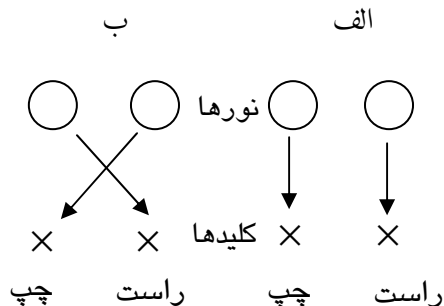 الف ب
نورها
× × کلیدها × ×
راست چپ راست چپ